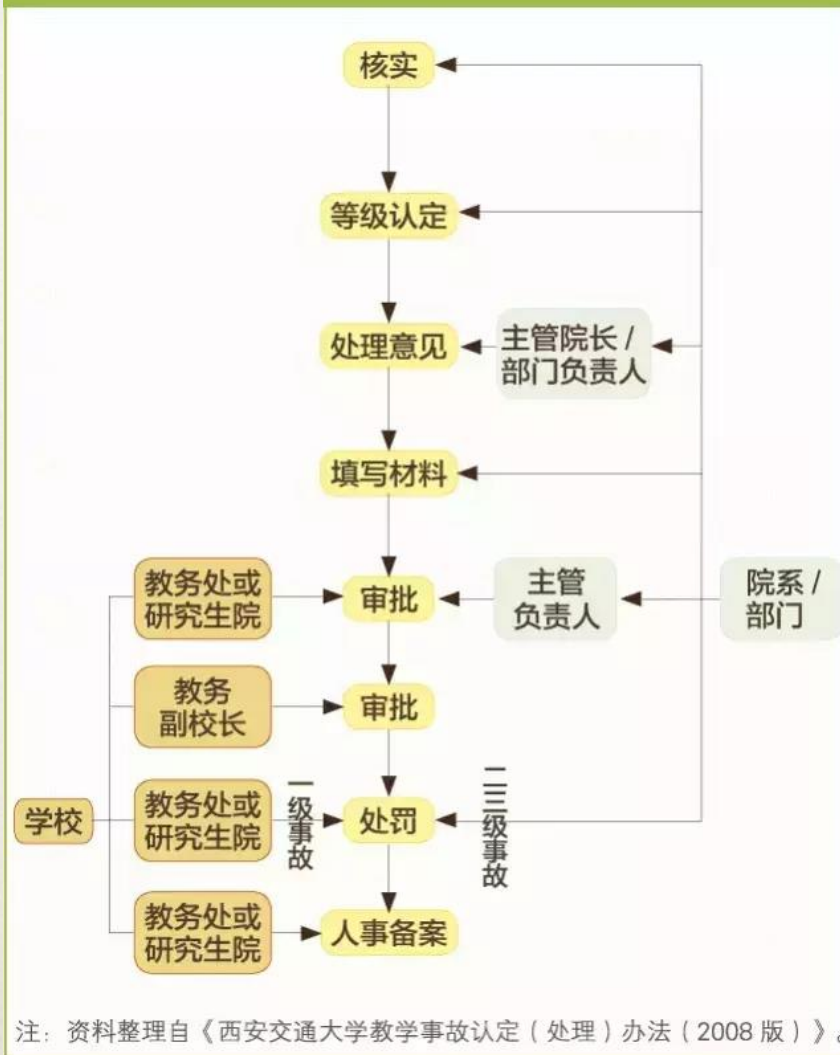 核实
等级认定
处理意见
主管院长 /
部门负责人
填写材料
教务处或
研究生院
审批
主管
负责人
院系 /
部门
教务
副校长
审批
学校
教务处或
研究生院
一级事故
处罚
二三级事故
教务处或
研究生院
人事备案
注：资料整理自《西安交通大学教学事故认定（处理）办法（2008 版）》。